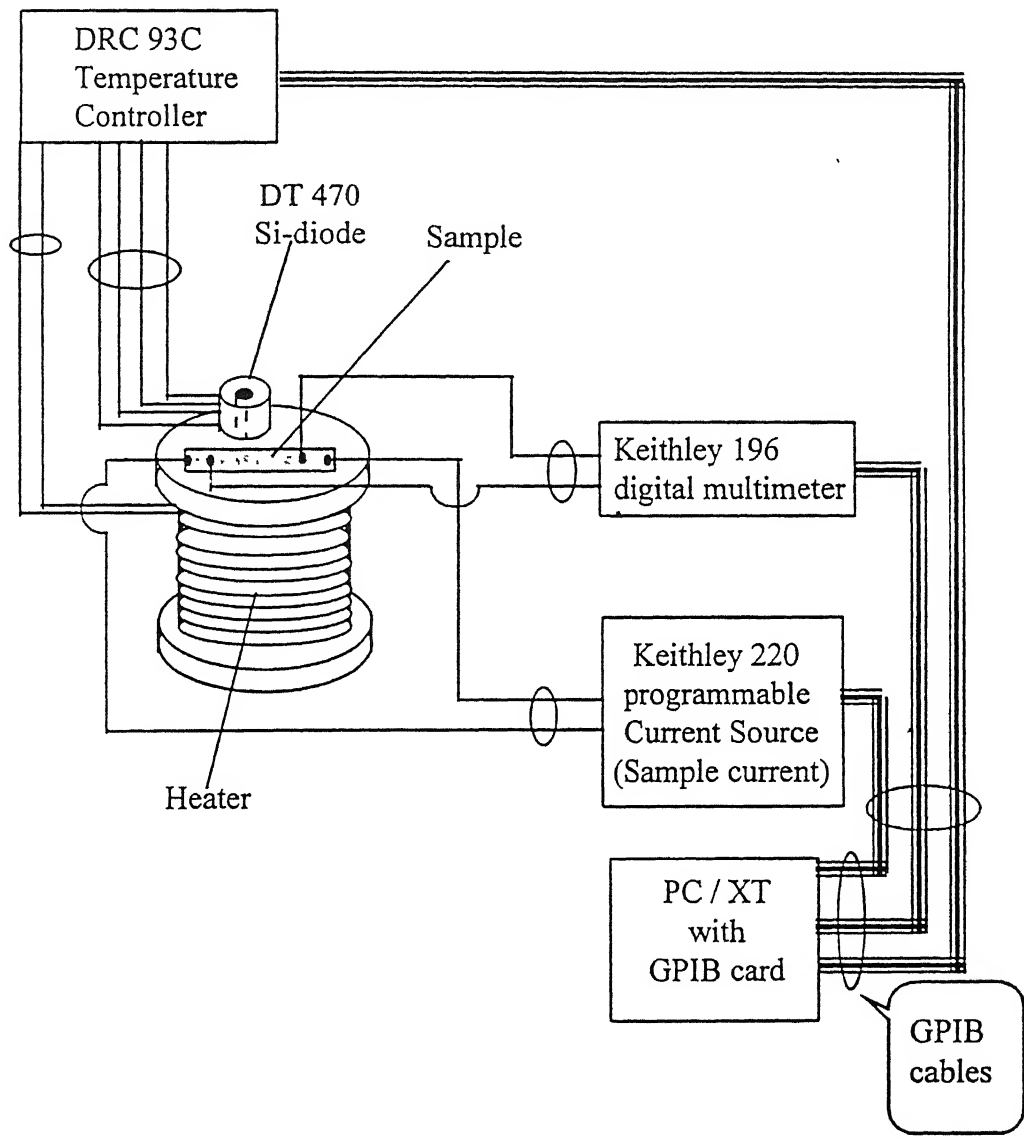 DRC 93C
Temperature
Controller
DT 470
Si-diode
Sample
Keithley 196
digital multimeter
Keithley 220
programmable
Current Source
(Sample current)
Heater
PC / XT
with
GPIB card
GPIB
cables